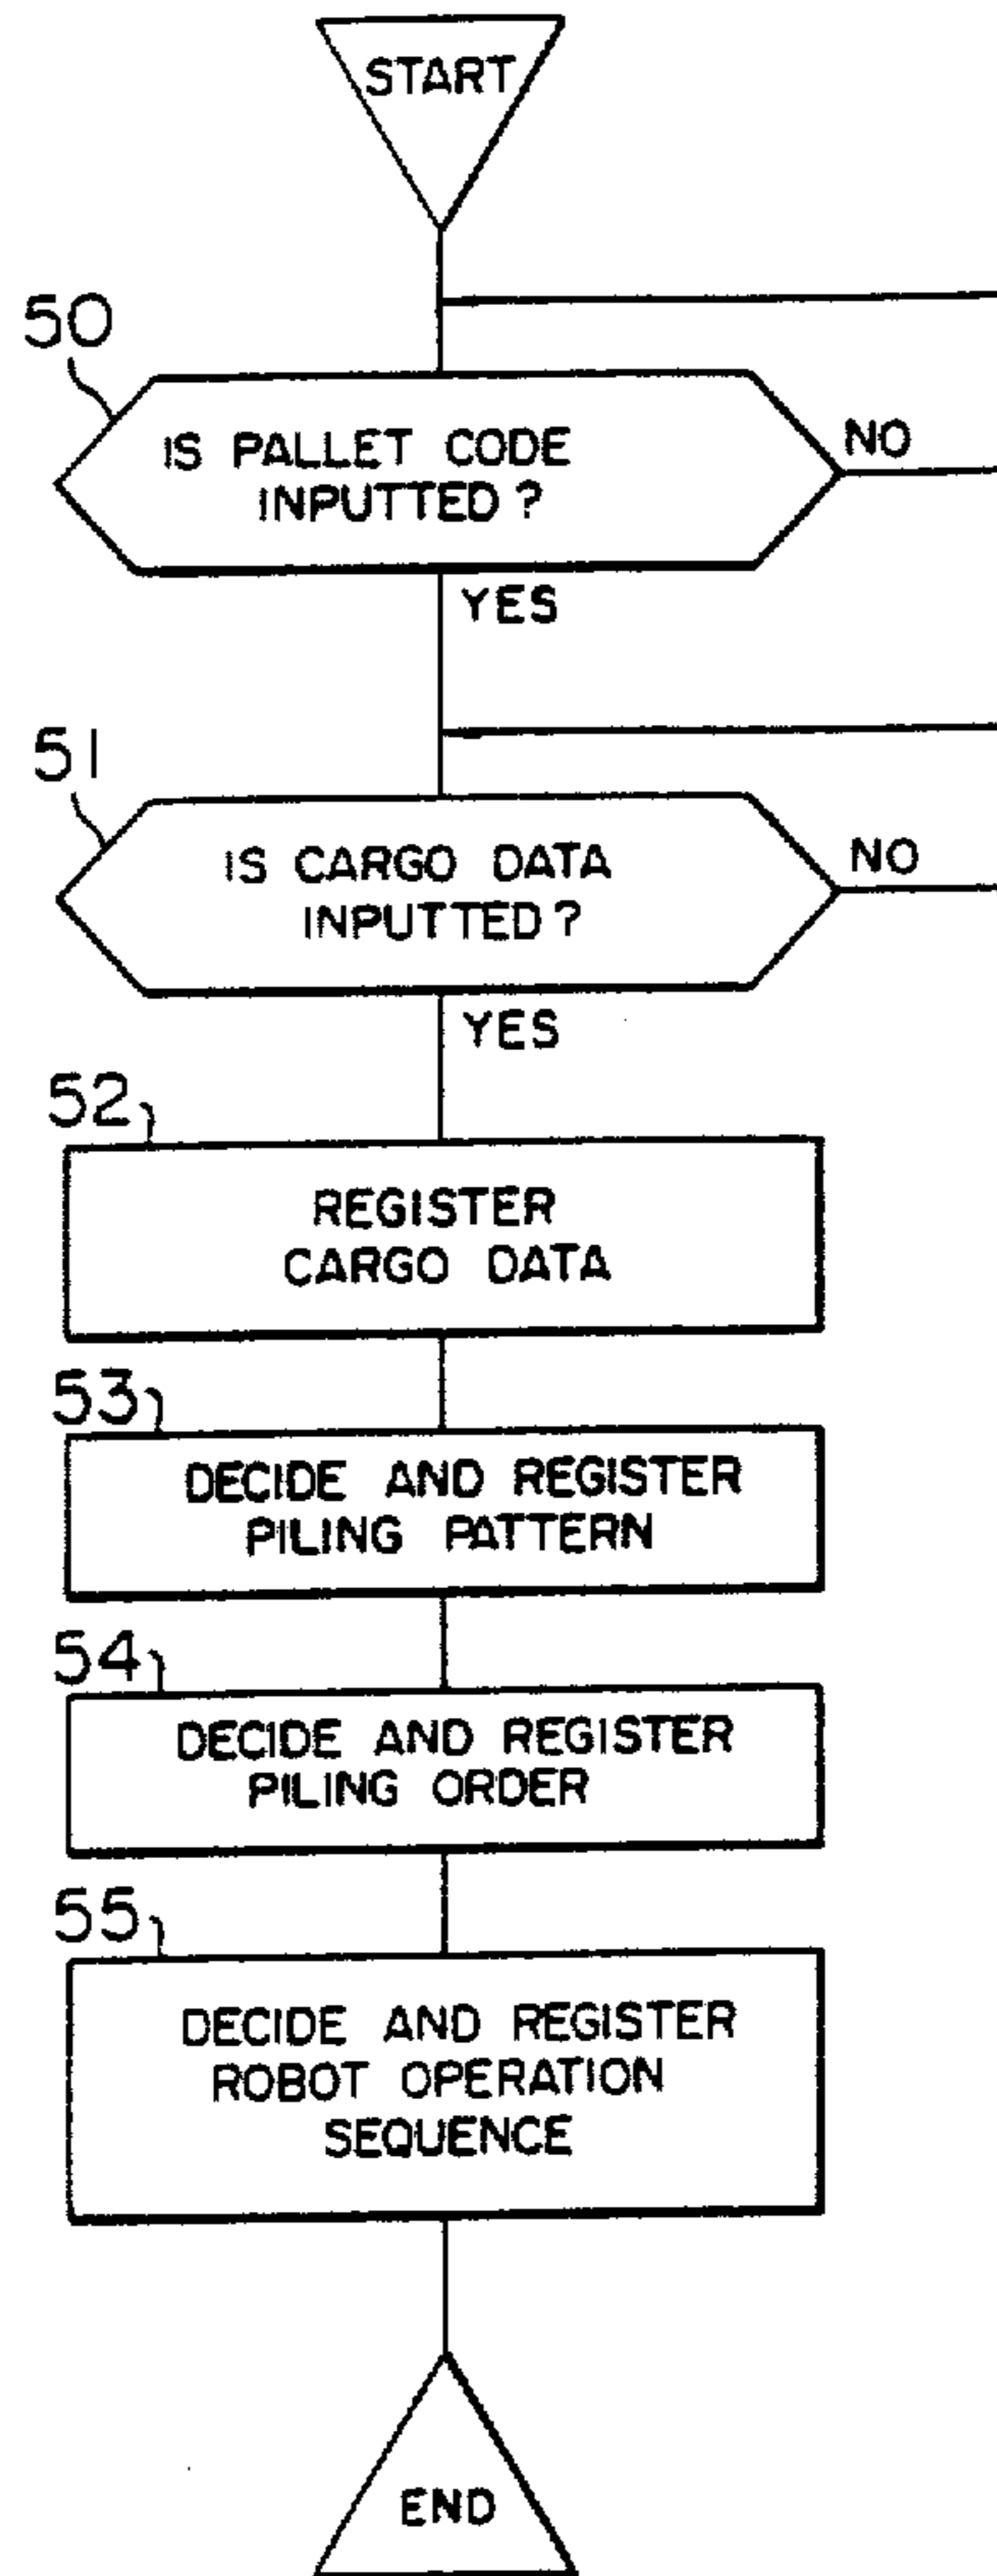 START
50
IS PALLET CODE
INPUTTED ?
NO
YES
51
IS CARGO DATA
INPUTTED ?
NO
YES
52
REGISTER
CARGO DATA
53
DECIDE AND REGISTER
PILING PATTERN
54
DECIDE AND REGISTER
PILING ORDER
55
DECIDE AND REGISTER
ROBOT OPERATION
SEQUENCE
END